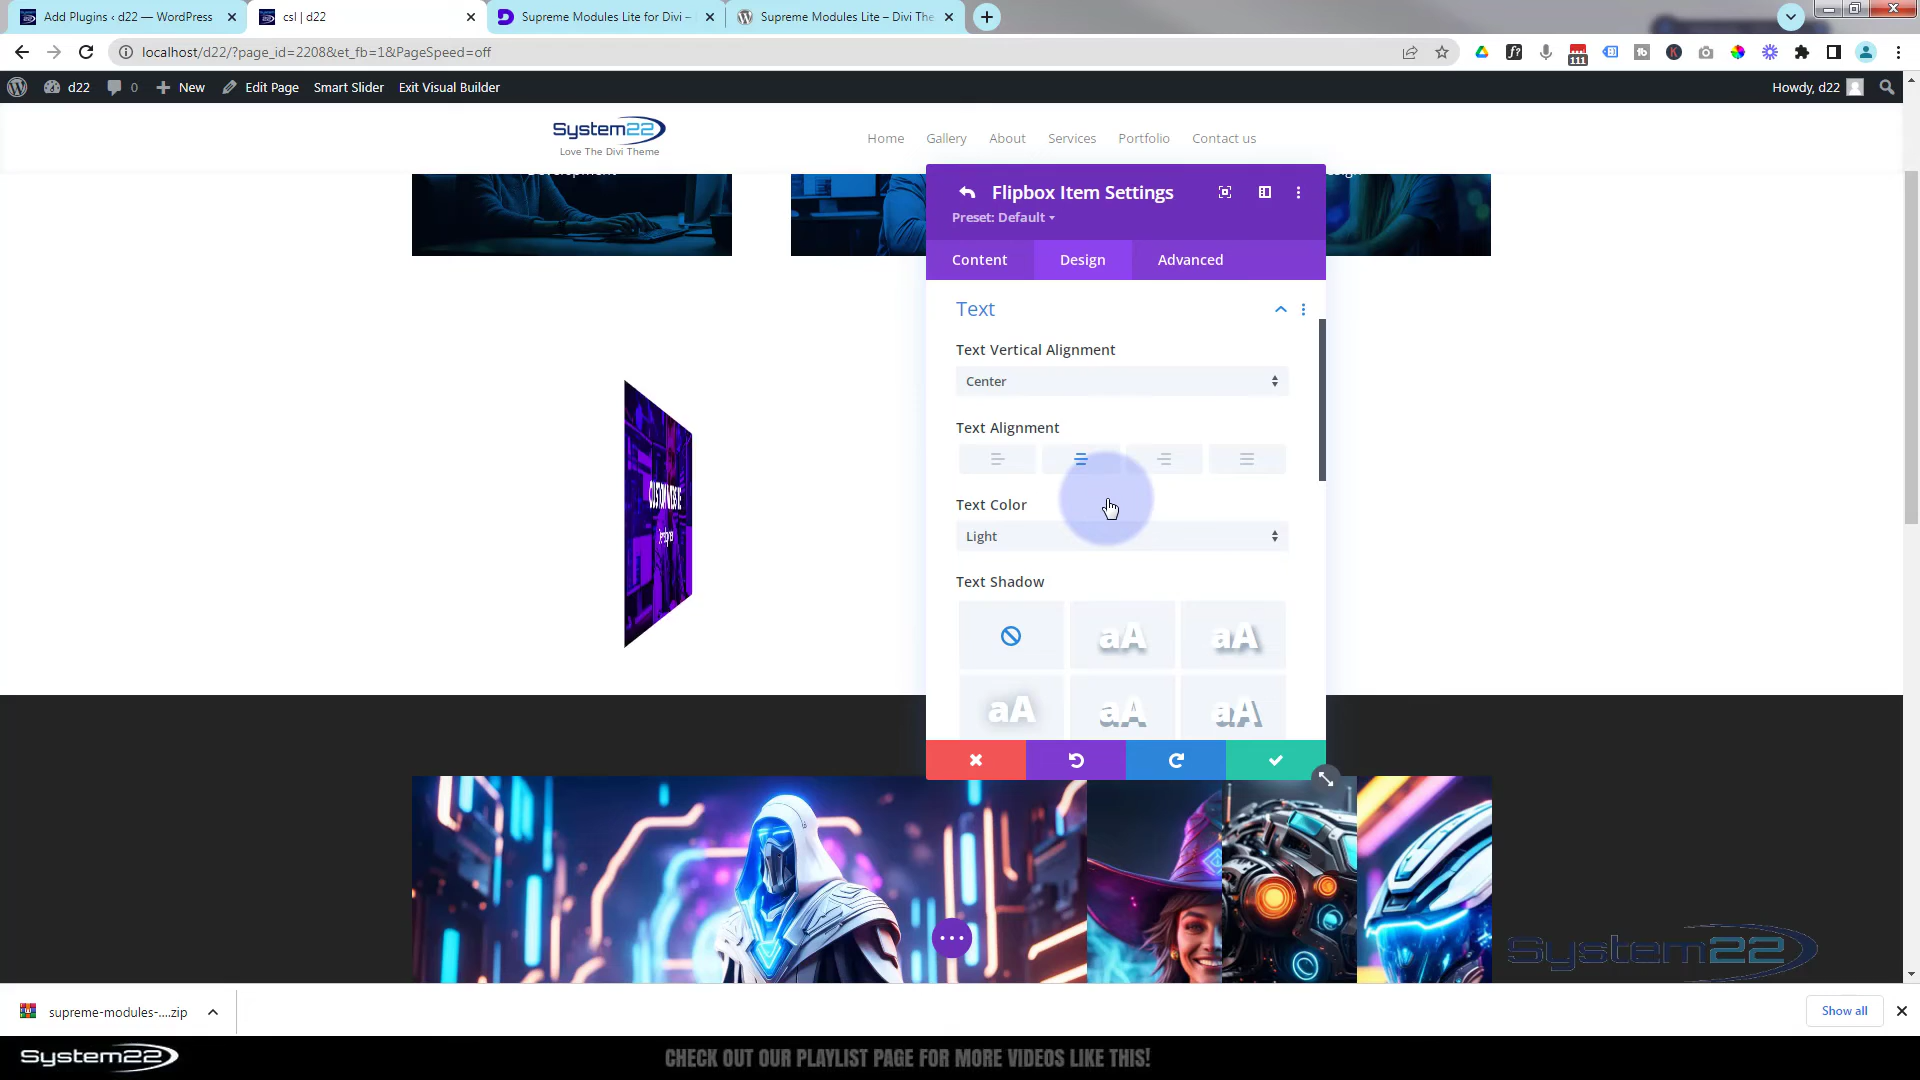 Add Plugins ‹ d22 — WordPress
csl | d22
Supreme Modules Lite for Divi –
Supreme Modules Lite – Divi The
localhost/d22/?page_id=2208&et_fb=1&PageSpeed=off
111
d22
0
New
Edit Page
Smart Slider
Exit Visual Builder
Howdy, d22
System22
Love The Divi Theme
Home
Gallery
About
Services
Portfolio
Contact us
Flipbox Item Settings
Preset: Default
Content
Design
Advanced
Text
Text Vertical Alignment
Center
Text Alignment
Text Color
Light
Text Shadow
aA
aA
aA
aA
aA
System22
supreme-modules-....zip
Show all
System22
CHECK OUT OUR PLAYLIST PAGE FOR MORE VIDEOS LIKE THIS!